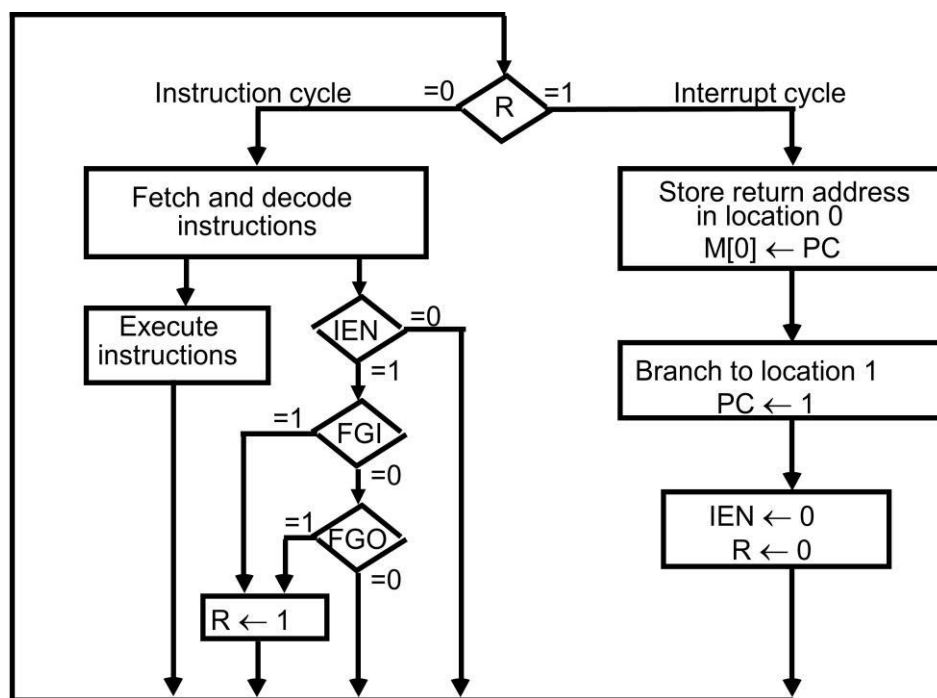 R
=0
=1
Instruction cycle
Interrupt cycle
Fetch and decode
instructions
Store return address
in location 0
M[0] ← PC
Execute
instructions
IEN
=0
=1
Branch to location 1
PC ← 1
FGI
=1
=0
FGO
=1
=0
IEN ← 0
R ← 0
R ← 1